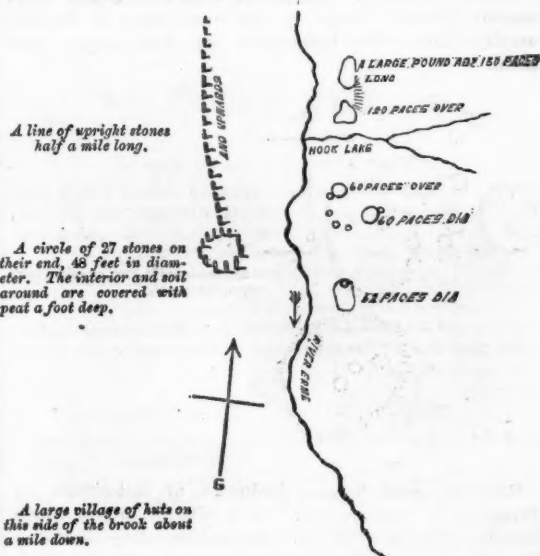 A LARGE POUND ABT 150 PACES
LONG
120 PACES OVER
AND UPWARDS
A line of upright stones
half a mile long.
HOOK LAKE
60 PACES OVER
60 PACES DIA
A circle of 27 stones on
their end, 48 feet in diam-
eter. The interior and soil
around are covered with
peat a foot deep.
52 PACES DIA
RIVER ERME
A large village of huts on
this side of the brook about
a mile down.